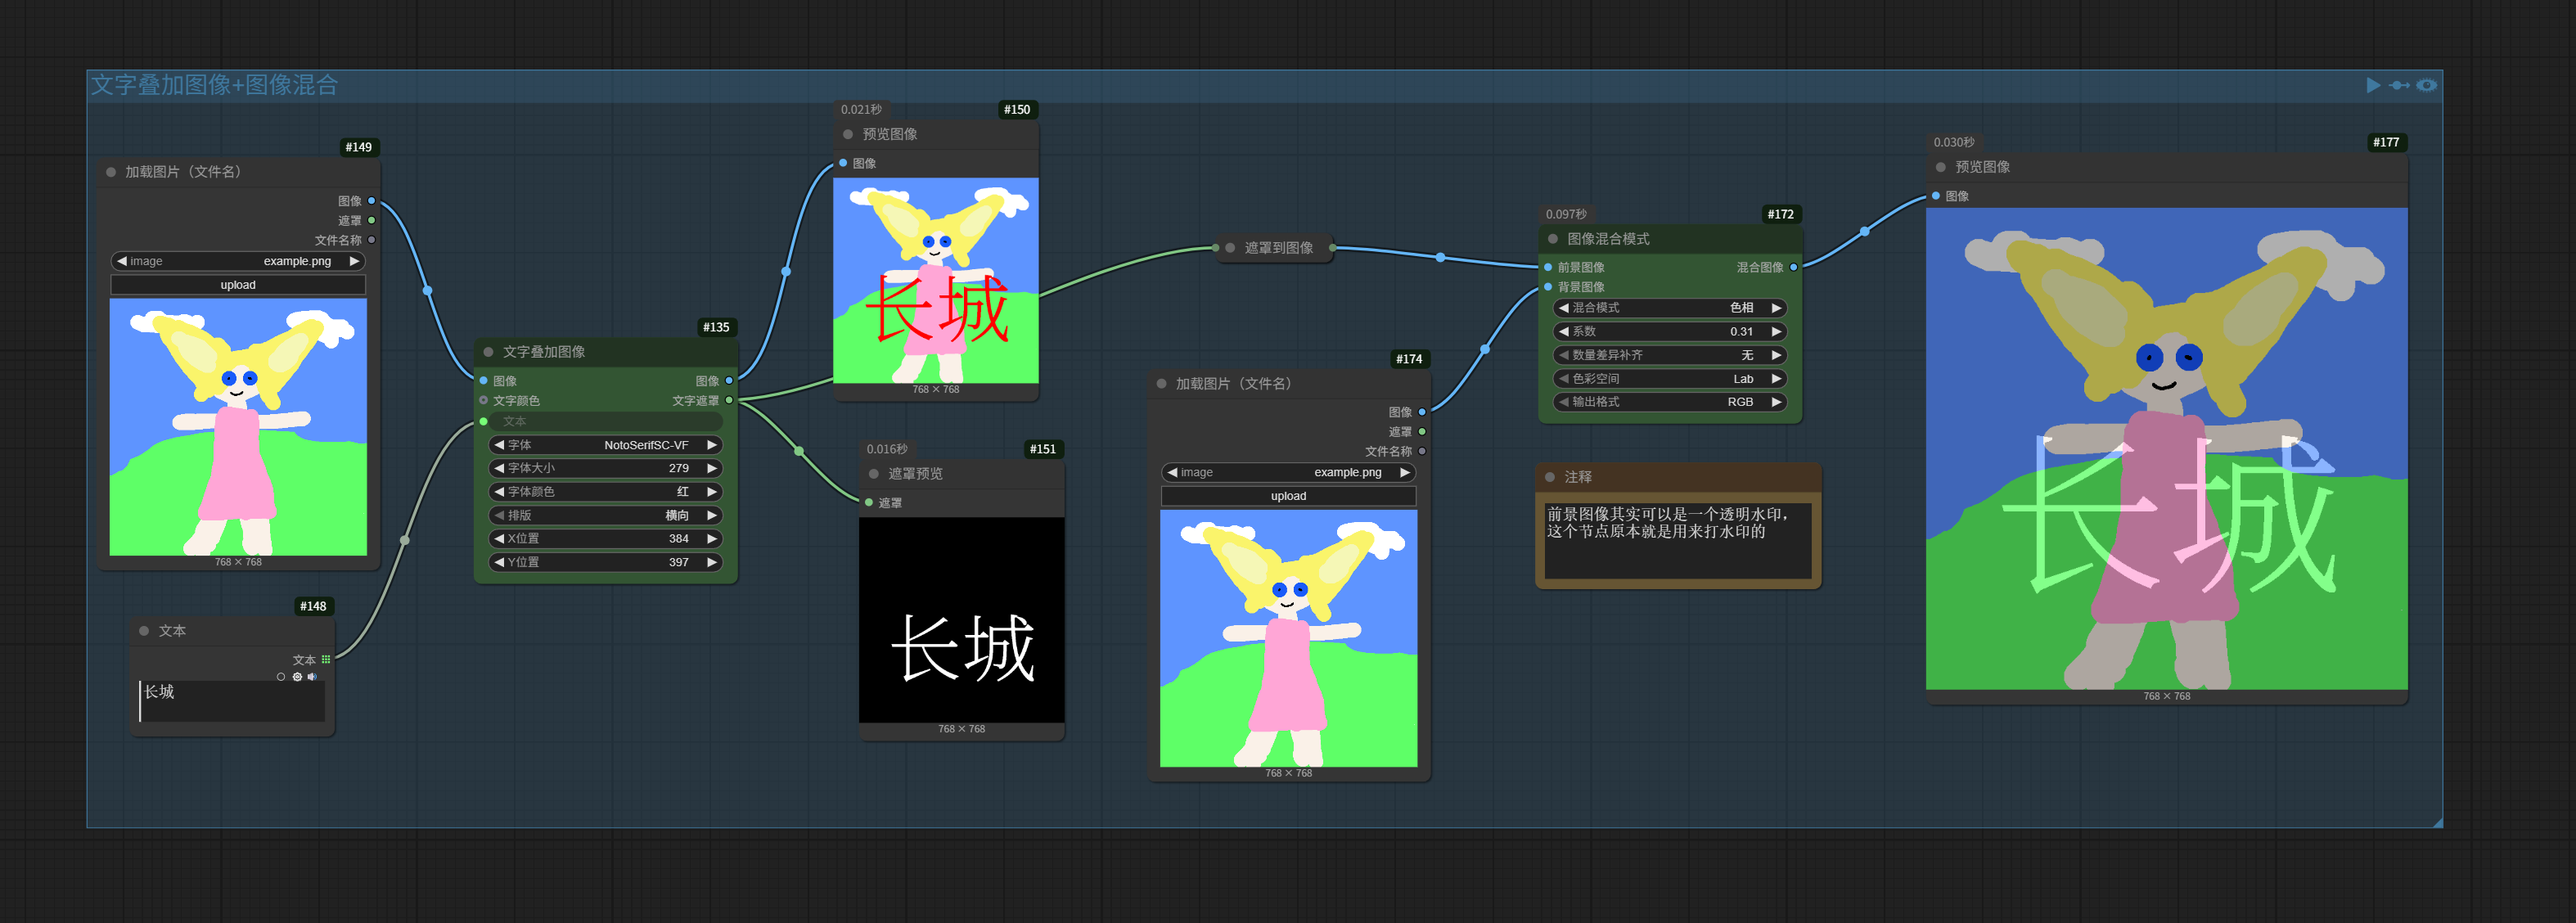 文字叠加图像+图像混合
#149
加载图片（文件名）
图像
遮罩
文件名称
image example.png
upload
768 × 768
#148
文本
文本
长城
#135
文字叠加图像
图像 图像
文字颜色 文字遮罩
文本
字体 NotoSerifSC-VF
字体大小 279
字体颜色 红
排版 横向
X位置 384
Y位置 397
0.021秒 #150
预览图像
图像
长城
768 × 768
0.016秒 #151
遮罩预览
遮罩
长城
768 × 768
遮罩到图像
#174
加载图片（文件名）
图像
遮罩
文件名称
image example.png
upload
768 × 768
0.097秒 #172
图像混合模式
前景图像 混合图像
背景图像
混合模式 色相
系数 0.31
数量差异补齐 无
色彩空间 Lab
输出格式 RGB
注释
前景图像其实可以是一个透明水印，
这个节点原本就是用来打水印的
0.030秒 #177
预览图像
图像
长城
768 × 768